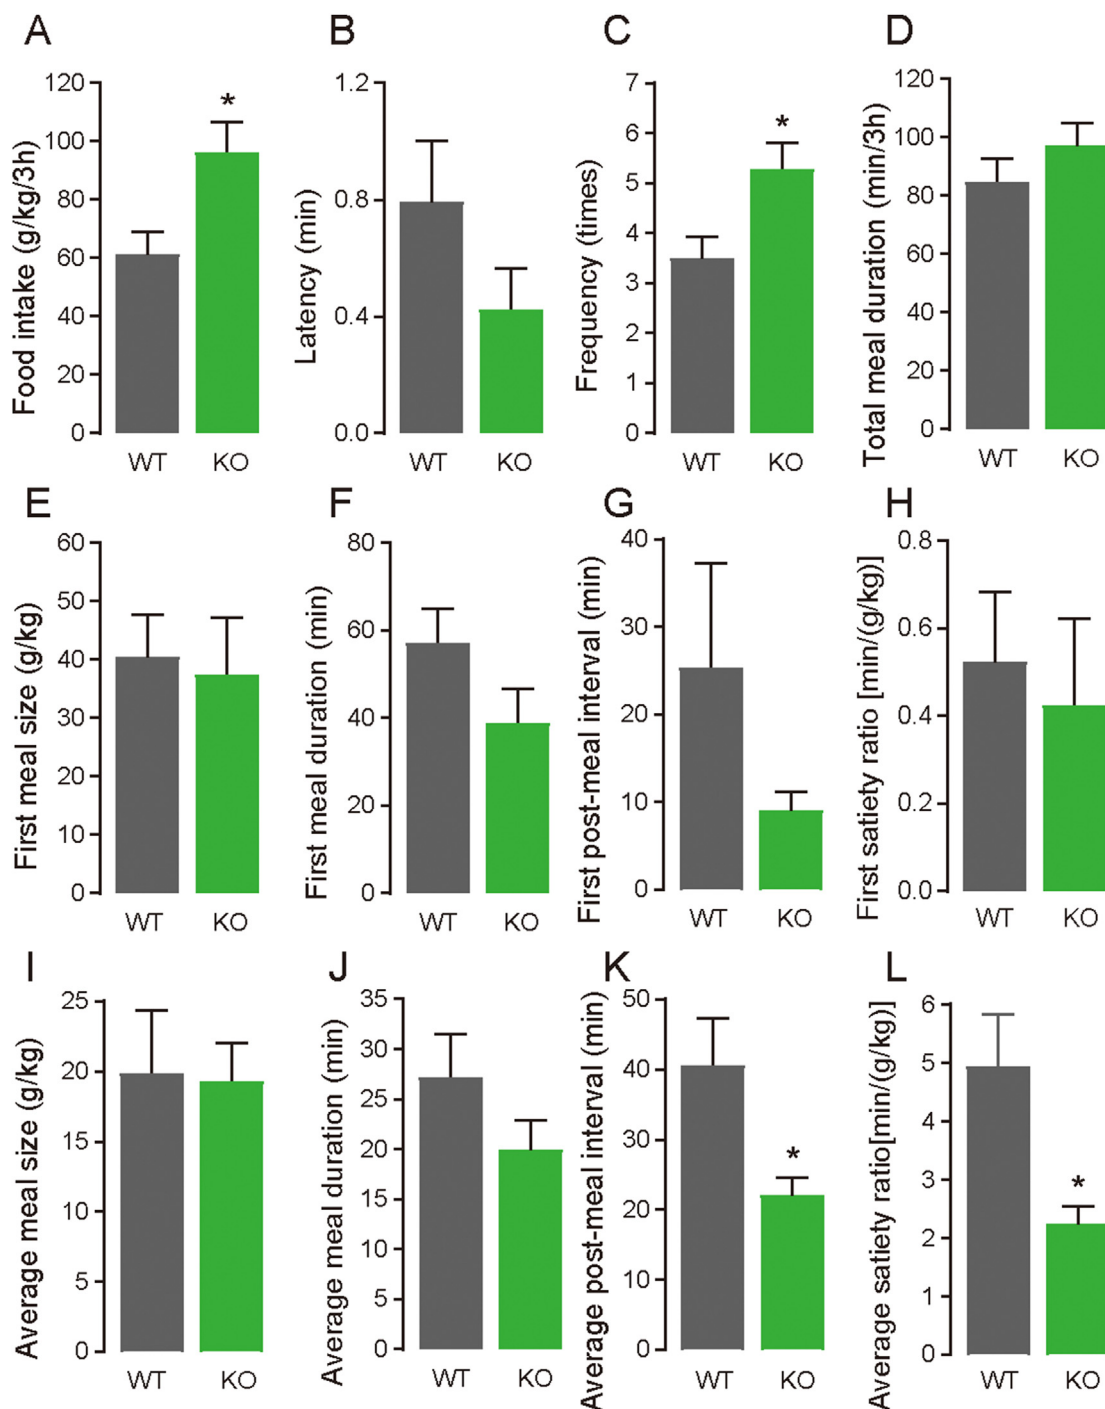 A
B
C
D
Food intake (g/kg/3h)
120
100
80
60
40
20
0
*
WT
KO
Latency (min)
1.2
0.8
0.4
0.0
WT
KO
Frequency (times)
7
6
5
4
3
2
1
0
*
WT
KO
Total meal duration (min/3h)
120
100
80
60
40
20
0
WT
KO
E
F
G
H
First meal size (g/kg)
60
50
40
30
20
10
0
WT
KO
First meal duration (min)
80
60
40
20
0
WT
KO
First post-meal interval (min)
40
30
20
10
0
WT
KO
First satiety ratio [min/(g/kg)]
0.8
0.6
0.4
0.2
0.0
WT
KO
I
J
K
L
Average meal size (g/kg)
25
20
15
10
5
0
WT
KO
Average meal duration (min)
35
30
25
20
15
10
5
0
WT
KO
Average post-meal interval (min)
50
40
30
20
10
0
*
WT
KO
Average satiety ratio[min/(g/kg)]
6
5
4
3
2
1
0
*
WT
KO